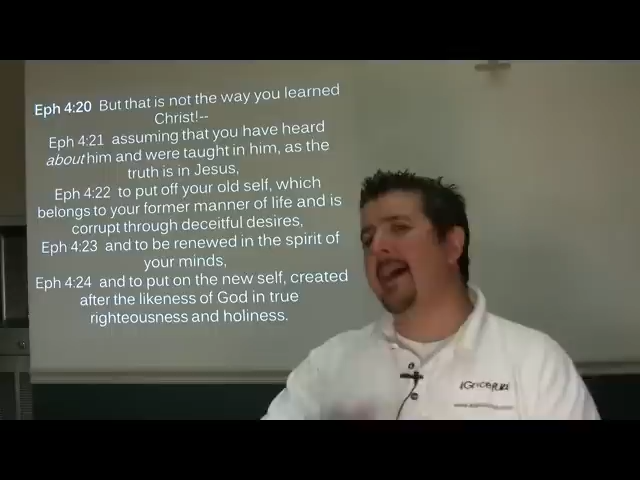 Eph 4:20 But that is not the way you learned
Christ!--
Eph 4:21 assuming that you have heard
about him and were taught in him, as the
truth is in Jesus,
Eph 4:22 to put off your old self, which
belongs to your former manner of life and is
corrupt through deceitful desires,
Eph 4:23 and to be renewed in the spirit of
your minds,
Eph 4:24 and to put on the new self, created
after the likeness of God in true
righteousness and holiness.